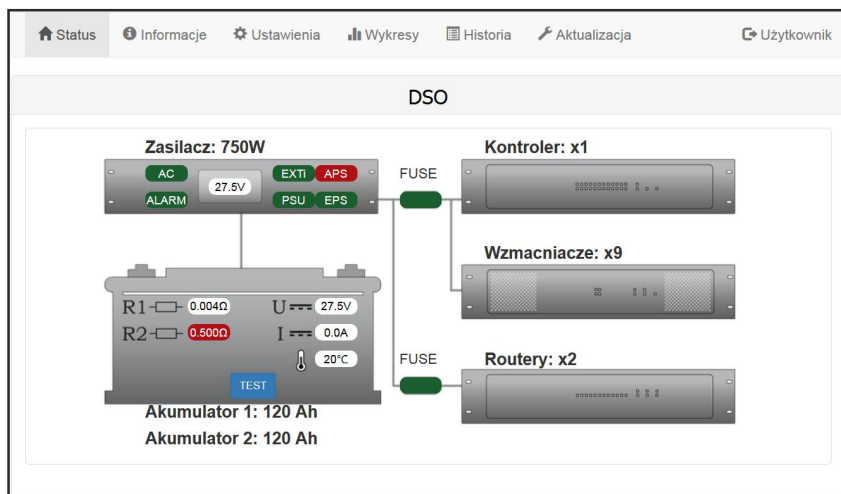 Status Informacje Ustawienia Wykresy Historia Aktualizacja Użytkownik
DSO
Zasilacz: 750W
AC EXTi APS
27.5V
ALARM PSU EPS
FUSE
Kontroler: x1
Wzmacniacze: x9
R1 0.004Ω U 27.5V
R2 0.500Ω I 0.0A
20°C
TEST
FUSE
Routery: x2
Akumulator 1: 120 Ah
Akumulator 2: 120 Ah